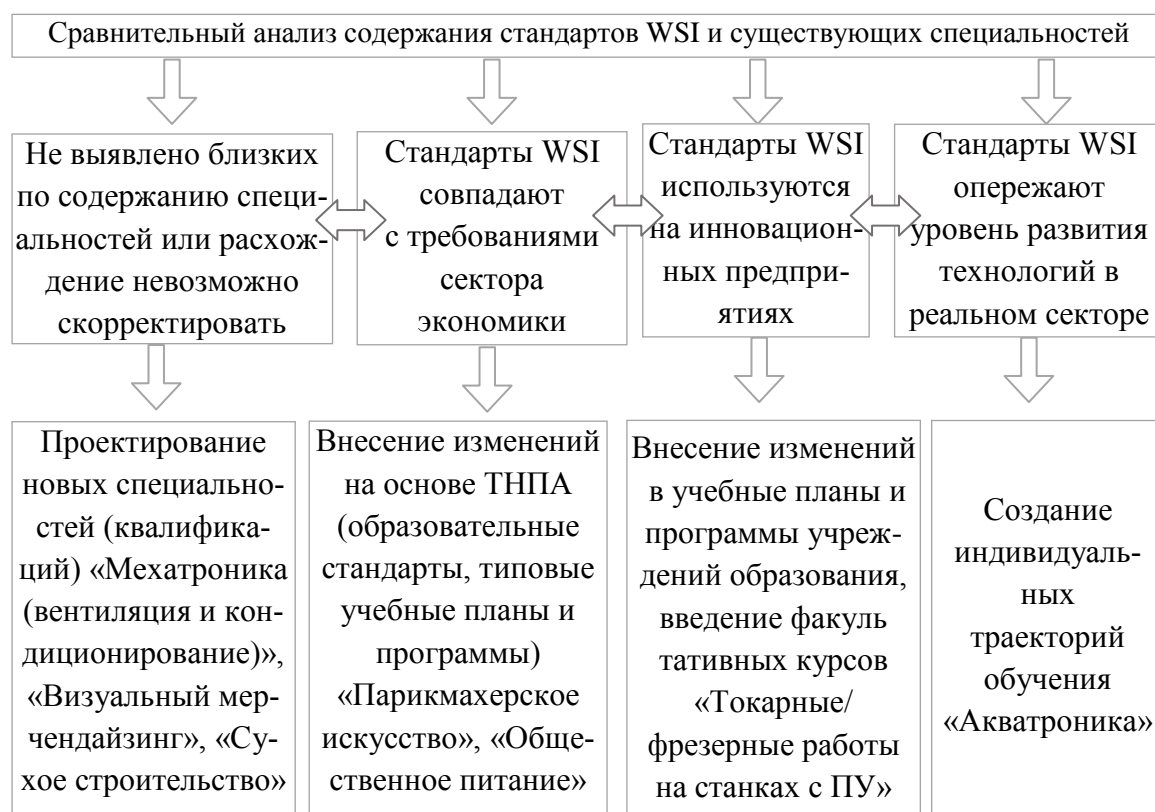 Сравнительный анализ содержания стандартов WSI и существующих специальностей
Не выявлено близких
по содержанию специ-
альностей или расхож-
дение невозможно
скорректировать
Стандарты WSI
совпадают
с требованиями
сектора
экономики
Стандарты WSI
используются
на инновацион-
ных предпри-
ятиях
Стандарты WSI
опережают
уровень развития
технологий в
реальном секторе
Проектирование
новых специально-
стей (квалифика-
ций) «Мехатроника
(вентиляция и кон-
диционирование)»,
«Визуальный мер-
чендайзинг», «Су-
хое строительство»
Внесение изменений
на основе ТНПА
(образовательные
стандарты, типовые
учебные планы и
программы)
«Парикмахерское
искусство», «Обще-
ственное питание»
Внесение изменений
в учебные планы и
программы учреж-
дений образования,
введение факуль
тативных курсов
«Токарные/
фрезерные работы
на станках с ПУ»
Создание
индивидуаль-
ных
траекторий
обучения
«Акватроника»